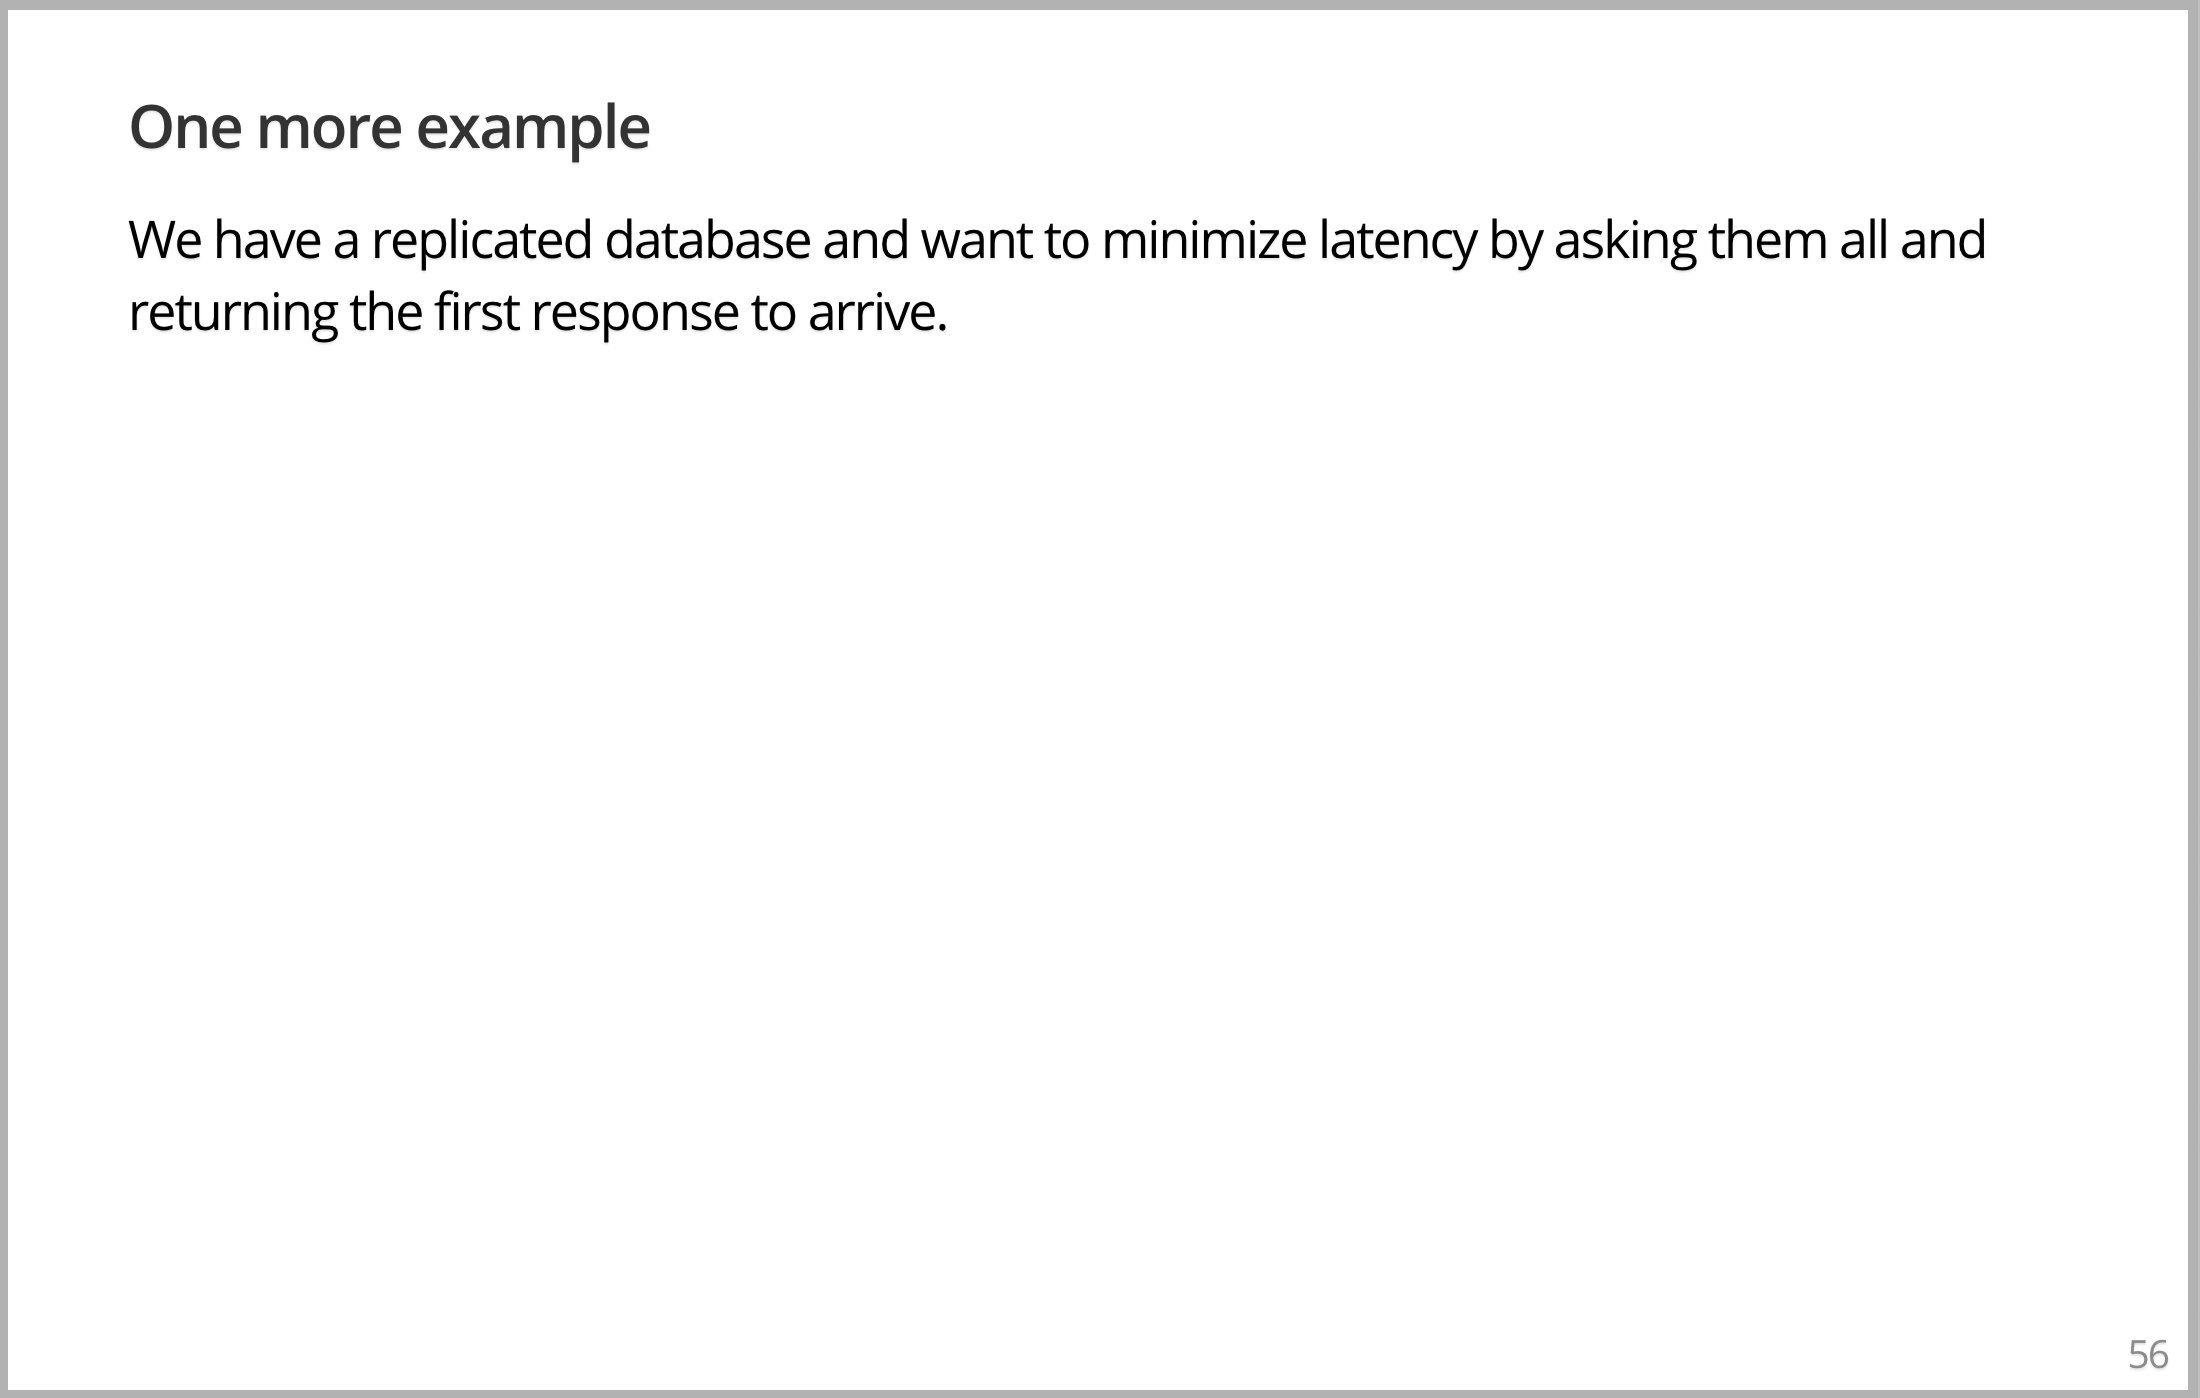 One more example
We have a replicated database and want to minimize latency by asking them all and
returning the first response to arrive.
56